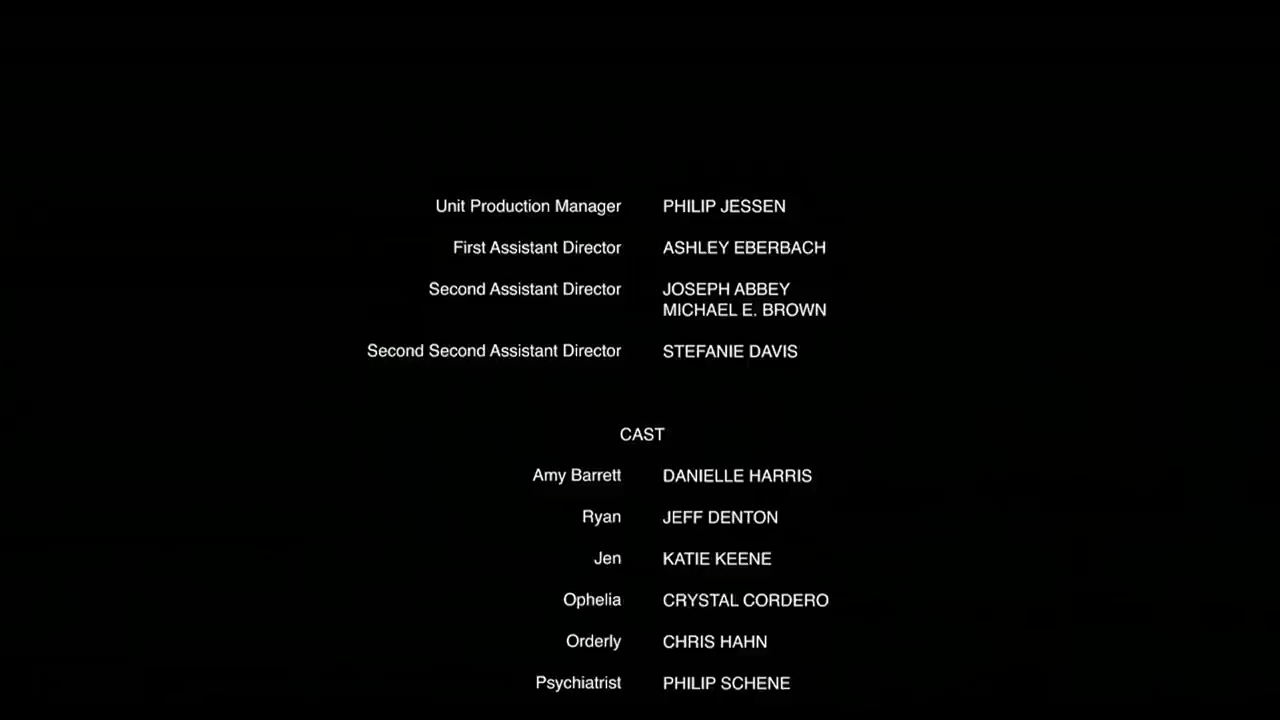 Unit Production Manager PHILIP JESSEN
First Assistant Director ASHLEY EBERBACH
Second Assistant Director JOSEPH ABBEY
MICHAEL E. BROWN
Second Second Assistant Director STEFANIE DAVIS
CAST
Amy Barrett DANIELLE HARRIS
Ryan JEFF DENTON
Jen KATIE KEENE
Ophelia CRYSTAL CORDERO
Orderly CHRIS HAHN
Psychiatrist PHILIP SCHENE